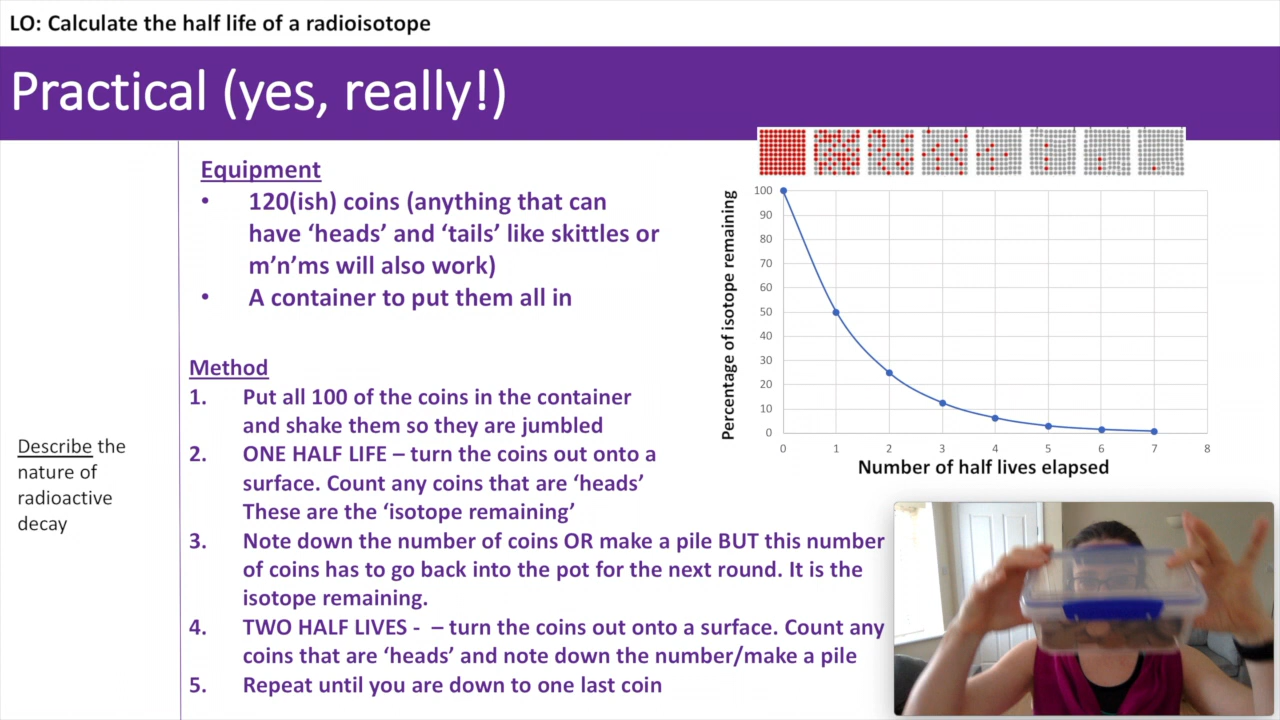 LO: Calculate the half life of a radioisotope
Practical (yes, really!)
Equipment
• 120(ish) coins (anything that can
have ‘heads’ and ‘tails’ like skittles or
m’n’ms will also work)
• A container to put them all in
Method
1. Put all 100 of the coins in the container
and shake them so they are jumbled
2. ONE HALF LIFE – turn the coins out onto a
surface. Count any coins that are ‘heads’
These are the ‘isotope remaining’
3. Note down the number of coins OR make a pile BUT this number
of coins has to go back into the pot for the next round. It is the
isotope remaining.
4. TWO HALF LIVES - – turn the coins out onto a surface. Count any
coins that are ‘heads’ and note down the number/make a pile
5. Repeat until you are down to one last coin
Describe the
nature of
radioactive
decay
Percentage of isotope remaining
100
90
80
70
60
50
40
30
20
10
0
0 1 2 3 4 5 6 7 8
Number of half lives elapsed